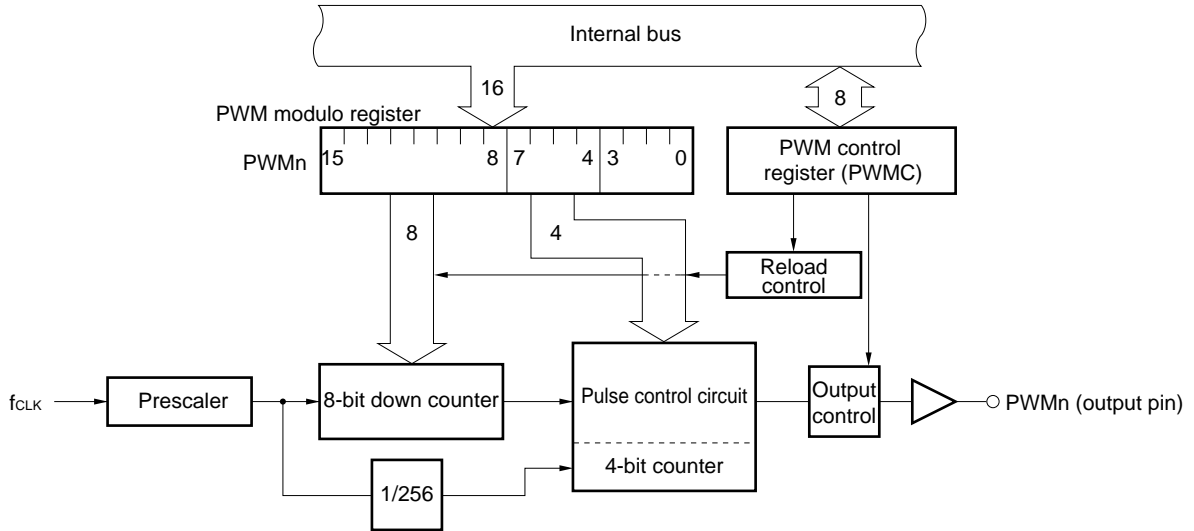 Internal bus
16
8
PWM modulo register
PWMn
15 8 7 4 3 0
PWM control
register (PWMC)
8
4
Reload
control
fCLK
Prescaler
8-bit down counter
Pulse control circuit
Output
control
PWMn (output pin)
4-bit counter
1/256